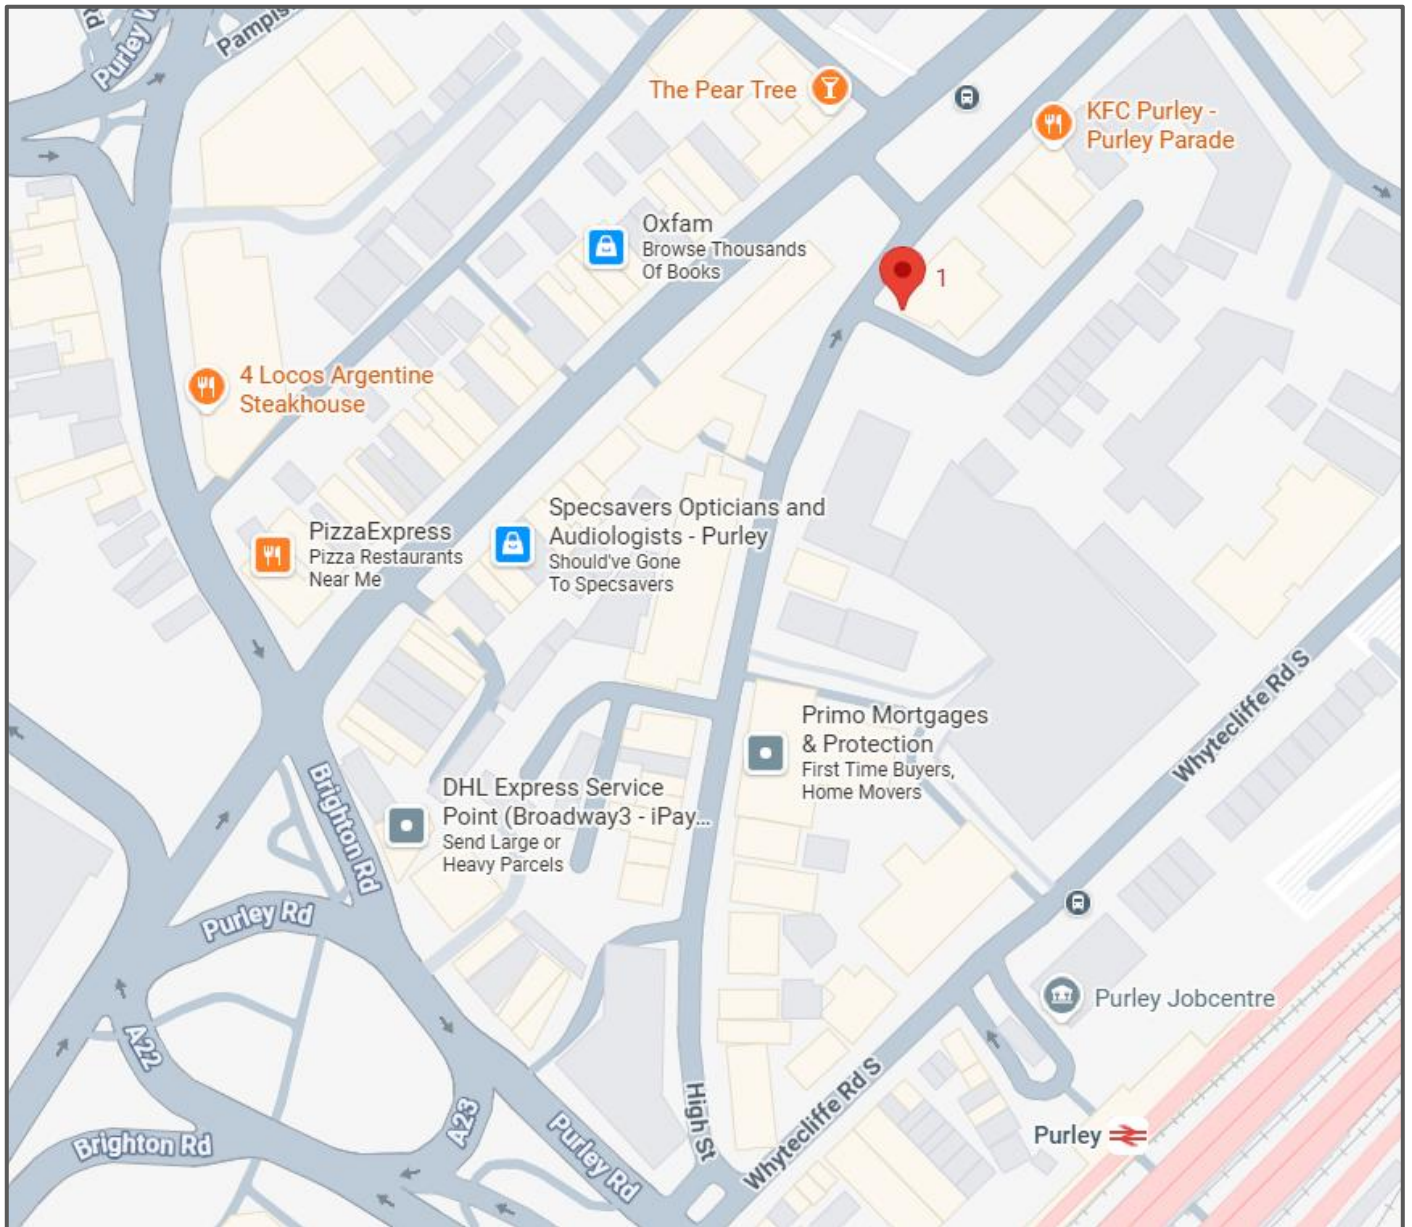 Rd
Purley W
Pampis
The Pear Tree
KFC Purley -
Purley Parade
Oxfam
Browse Thousands
Of Books
1
4 Locos Argentine
Steakhouse
Specsavers Opticians and
Audiologists - Purley
Should've Gone
To Specsavers
PizzaExpress
Pizza Restaurants
Near Me
Whytecliffe Rd S
Primo Mortgages
& Protection
First Time Buyers,
Home Movers
Brighton Rd
DHL Express Service
Point (Broadway3 - iPay...
Send Large or
Heavy Parcels
Purley Rd
Purley Jobcentre
A22
A23
High St
Whytecliffe Rd S
Brighton Rd
Purley Rd
Purley